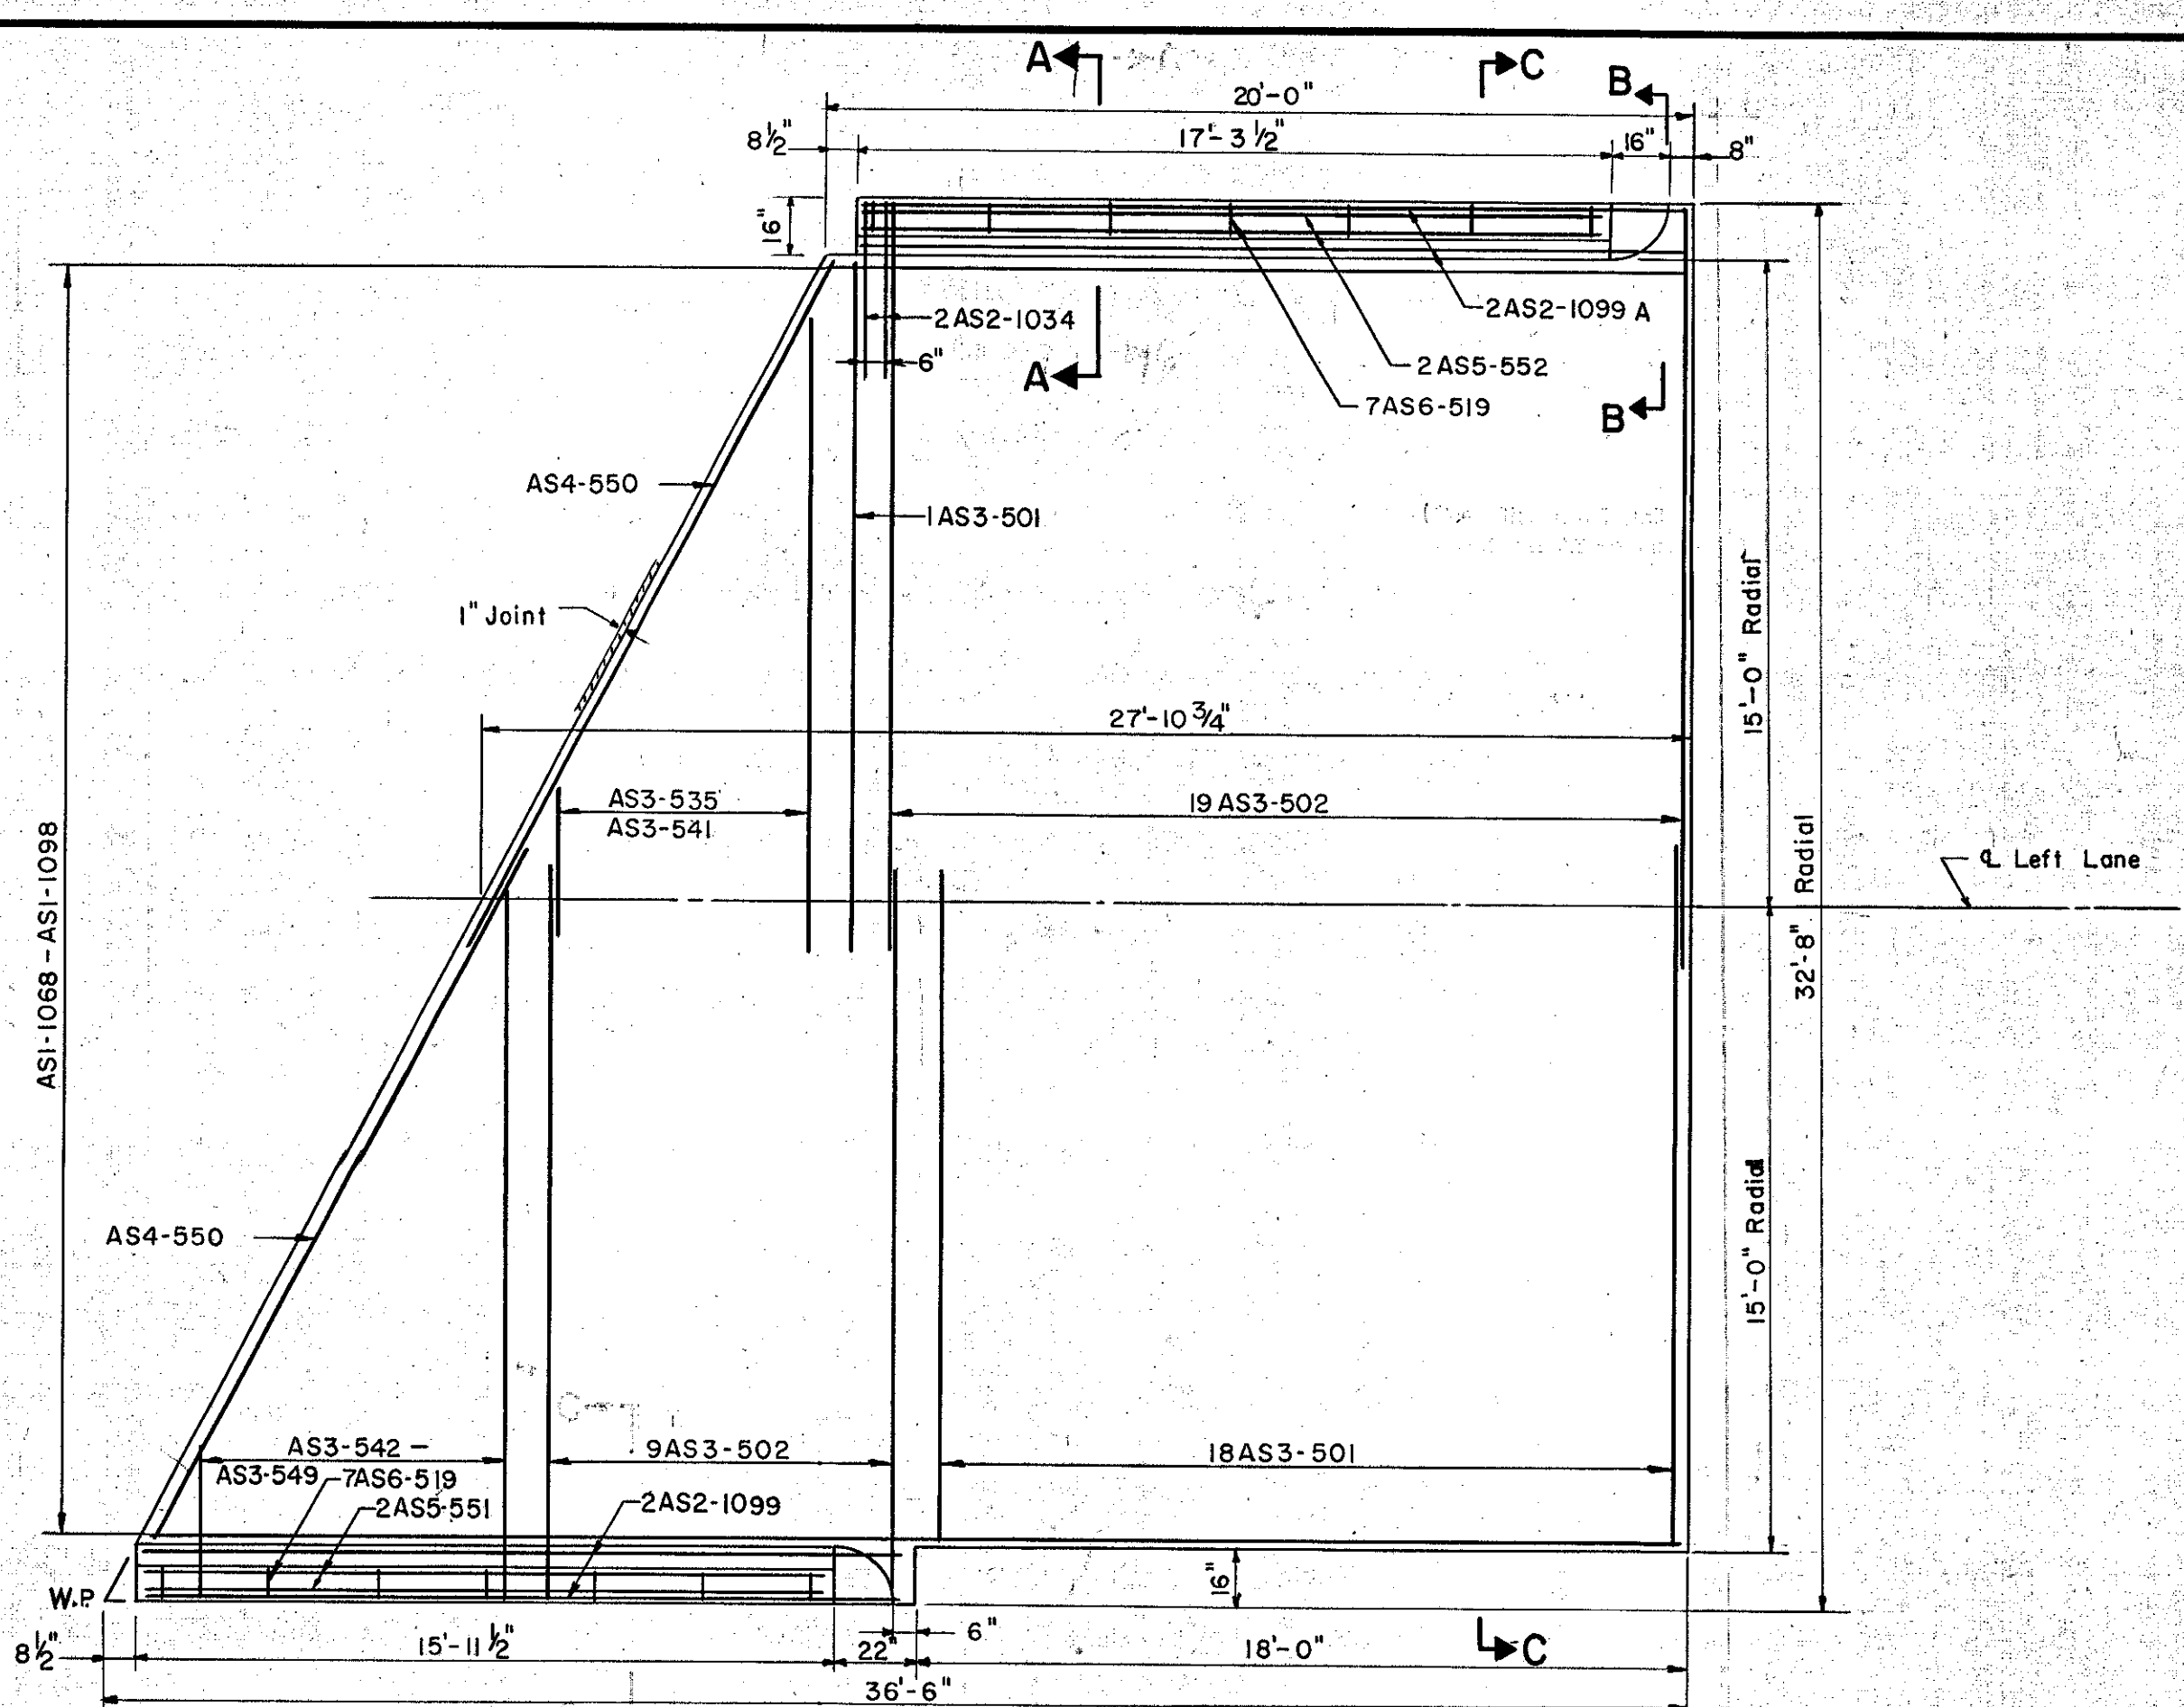 A
C
B
20'-0"
8½"
17'-3½"
16"
8"
16"
2AS2-1034
2AS2-1099 A
6"
A
2AS5-552
B
7AS6-519
AS4-550
1AS3-501
1" Joint
15'-0" Radial
27'-10¾"
AS3-535
AS3-541
19AS3-502
AS1-1068-AS1-1098
32'-8" Radial
℄ Left Lane
15'-0" Radial
AS4-550
AS3-542 -
AS3-549
9AS3-502
18AS3-501
7AS6-519
2AS5-551
2AS2-1099
W.P.
16"
8½"
15'-11½"
22"
6"
18'-0"
C
36'-6"